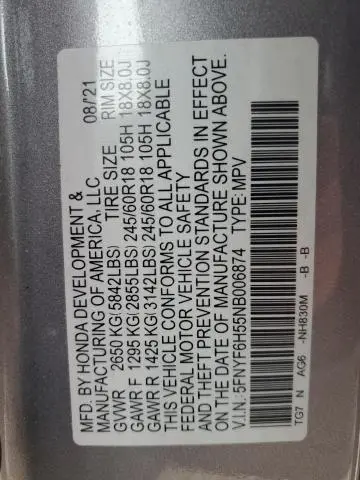 MFD. BY HONDA DEVELOPMENT & 08/21
MANUFACTURING OF AMERICA, LLC
GVWR 2650 KG(5842LBS) TIRE SIZE RIM SIZE
GAWR F 1295 KG(2855LBS) 245/60R18 105H 18X8.0J
GAWR R 1425 KG(3142LBS) 245/60R18 105H 18X8.0J
THIS VEHICLE CONFORMS TO ALL APPLICABLE
FEDERAL MOTOR VEHICLE SAFETY
AND THEFT PREVENTION STANDARDS IN EFFECT
ON THE DATE OF MANUFACTURE SHOWN ABOVE.
V.I.N.: 5FNYF8H55NB006874 TYPE: MPV
TG7 N AG6 -NH830M -B -B